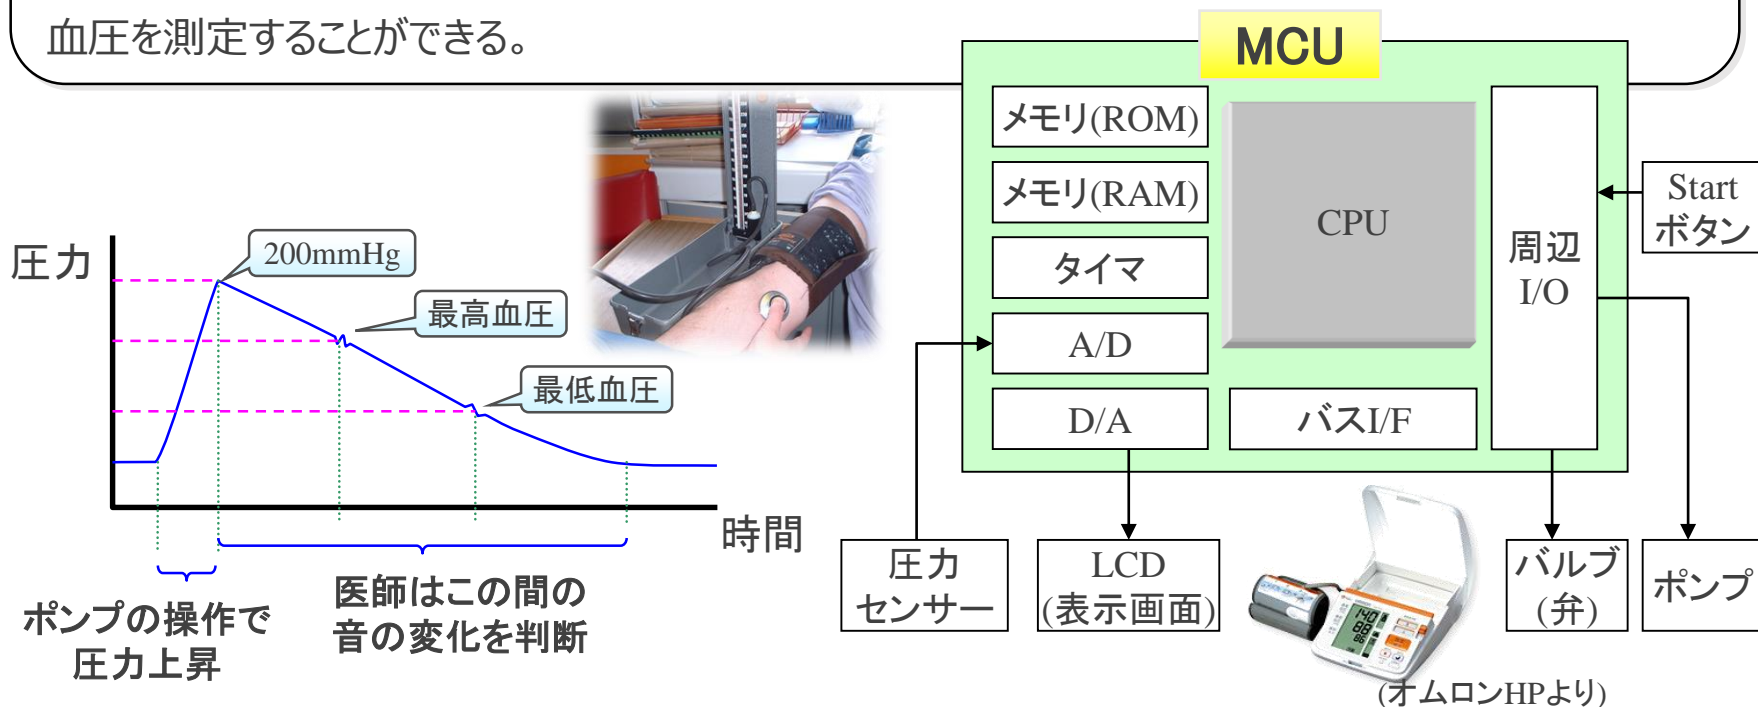 血圧を測定することができる。
MCU
メモリ(ROM)
メモリ(RAM)
タイマ
A/D
D/A
CPU
バスI/F
周辺
I/O
Start
ボタン
圧力
センサー
LCD
(表示画面)
バルブ
(弁)
ポンプ
(オムロンHPより)
圧力
200mmHg
最高血圧
最低血圧
時間
ポンプの操作で
圧力上昇
医師はこの間の
音の変化を判断